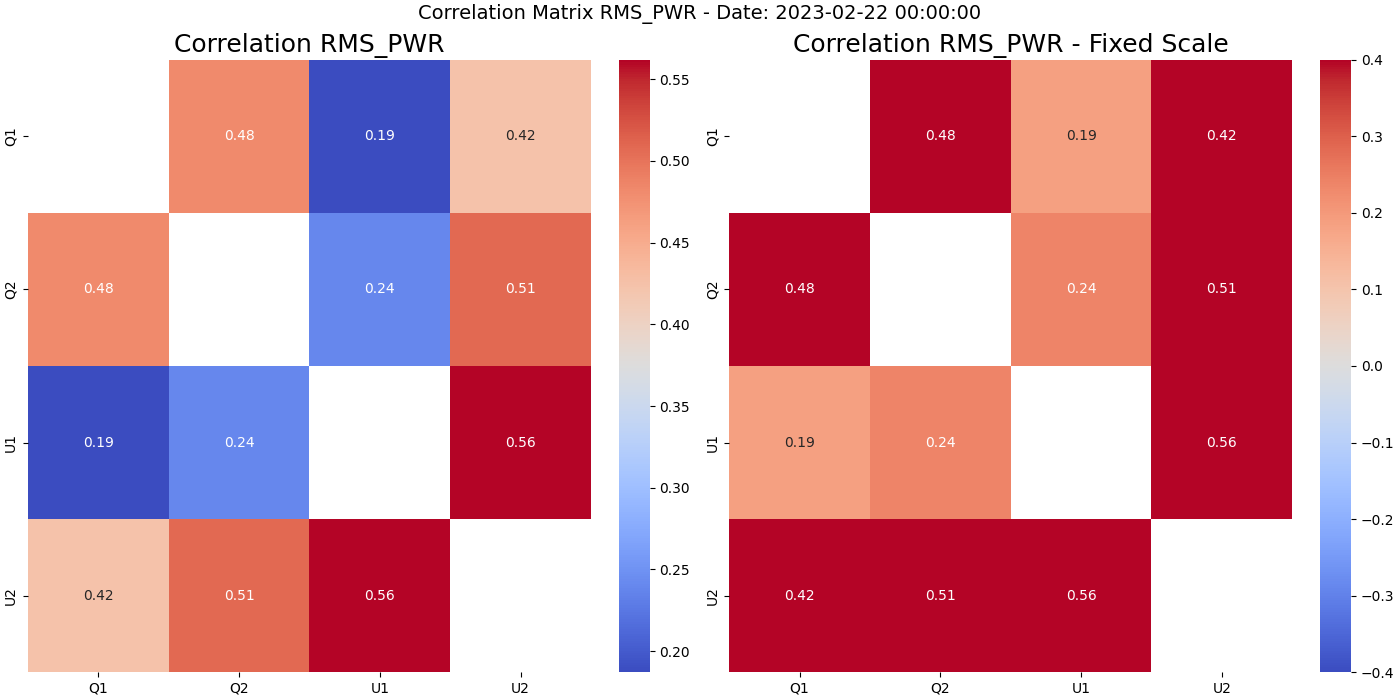 Correlation Matrix RMS_PWR - Date: 2023-02-22 00:00:00
Correlation RMS_PWR
Q1
Q2
U1
U2
0.48
0.19
0.42
0.48
0.24
0.51
0.19
0.24
0.56
0.42
0.51
0.56
Q1
Q2
U1
U2
0.55
0.50
0.45
0.40
0.35
0.30
0.25
0.20
Correlation RMS_PWR - Fixed Scale
Q1
Q2
U1
U2
0.48
0.19
0.42
0.48
0.24
0.51
0.19
0.24
0.56
0.42
0.51
0.56
Q1
Q2
U1
U2
0.4
0.3
0.2
0.1
0.0
−0.1
−0.2
−0.3
−0.4